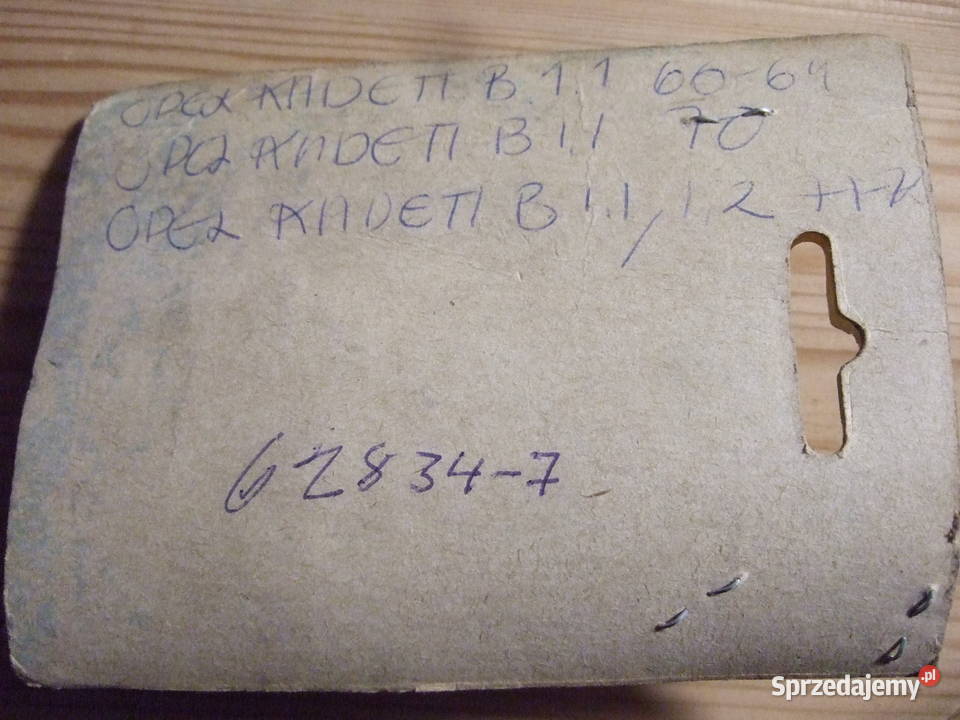 OPEL KADETT B 1.1 60-64
OPEL KADETT B 1.1 70
OPEL KADETT B 1.1/1.2
62834-7
Sprzedajemy.pl